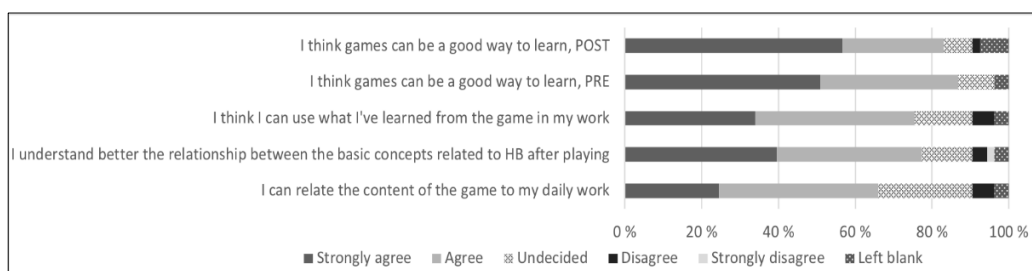 I think games can be a good way to learn, POST
I think games can be a good way to learn, PRE
I think I can use what I've learned from the game in my work
I understand better the relationship between the basic concepts related to HB after playing
I can relate the content of the game to my daily work
0 % 20 % 40 % 60 % 80 % 100 %
Strongly agree Agree Undecided Disagree Strongly disagree Left blank